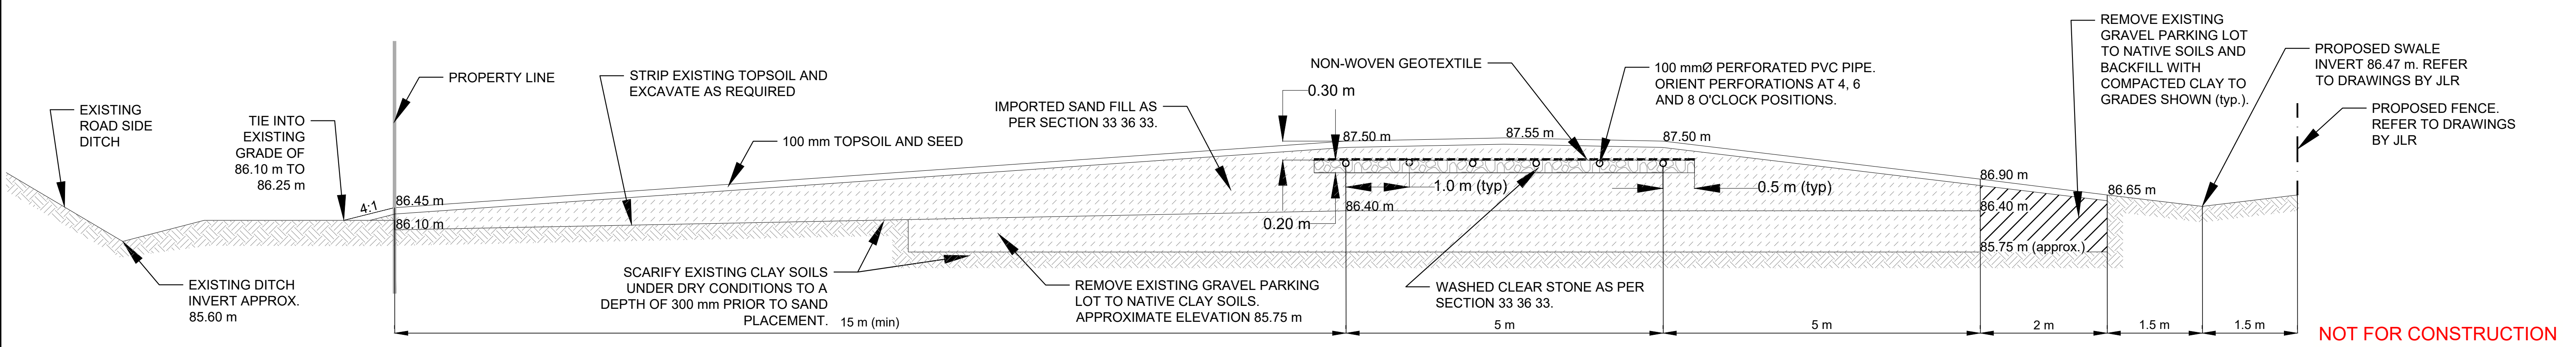 EXISTING
ROAD SIDE
DITCH
TIE INTO
EXISTING
GRADE OF
86.10 m TO
86.25 m
PROPERTY LINE
STRIP EXISTING TOPSOIL AND
EXCAVATE AS REQUIRED
100 mm TOPSOIL AND SEED
IMPORTED SAND FILL AS
PER SECTION 33 36 33.
NON-WOVEN GEOTEXTILE
0.30 m
100 mmØ PERFORATED PVC PIPE.
ORIENT PERFORATIONS AT 4, 6
AND 8 O'CLOCK POSITIONS.
REMOVE EXISTING
GRAVEL PARKING LOT
TO NATIVE SOILS AND
BACKFILL WITH
COMPACTED CLAY TO
GRADES SHOWN (typ.).
PROPOSED SWALE
INVERT 86.47 m. REFER
TO DRAWINGS BY JLR
PROPOSED FENCE.
REFER TO DRAWINGS
BY JLR
87.50 m
87.55 m
87.50 m
4:1
86.45 m
86.10 m
1.0 m (typ)
0.5 m (typ)
86.40 m
0.20 m
86.90 m
86.65 m
86.40 m
85.75 m (approx.)
EXISTING DITCH
INVERT APPROX.
85.60 m
SCARIFY EXISTING CLAY SOILS
UNDER DRY CONDITIONS TO A
DEPTH OF 300 mm PRIOR TO SAND
PLACEMENT.
REMOVE EXISTING GRAVEL PARKING
LOT TO NATIVE CLAY SOILS.
APPROXIMATE ELEVATION 85.75 m
WASHED CLEAR STONE AS PER
SECTION 33 36 33.
15 m (min)
5 m
5 m
2 m
1.5 m
1.5 m
NOT FOR CONSTRUCTION